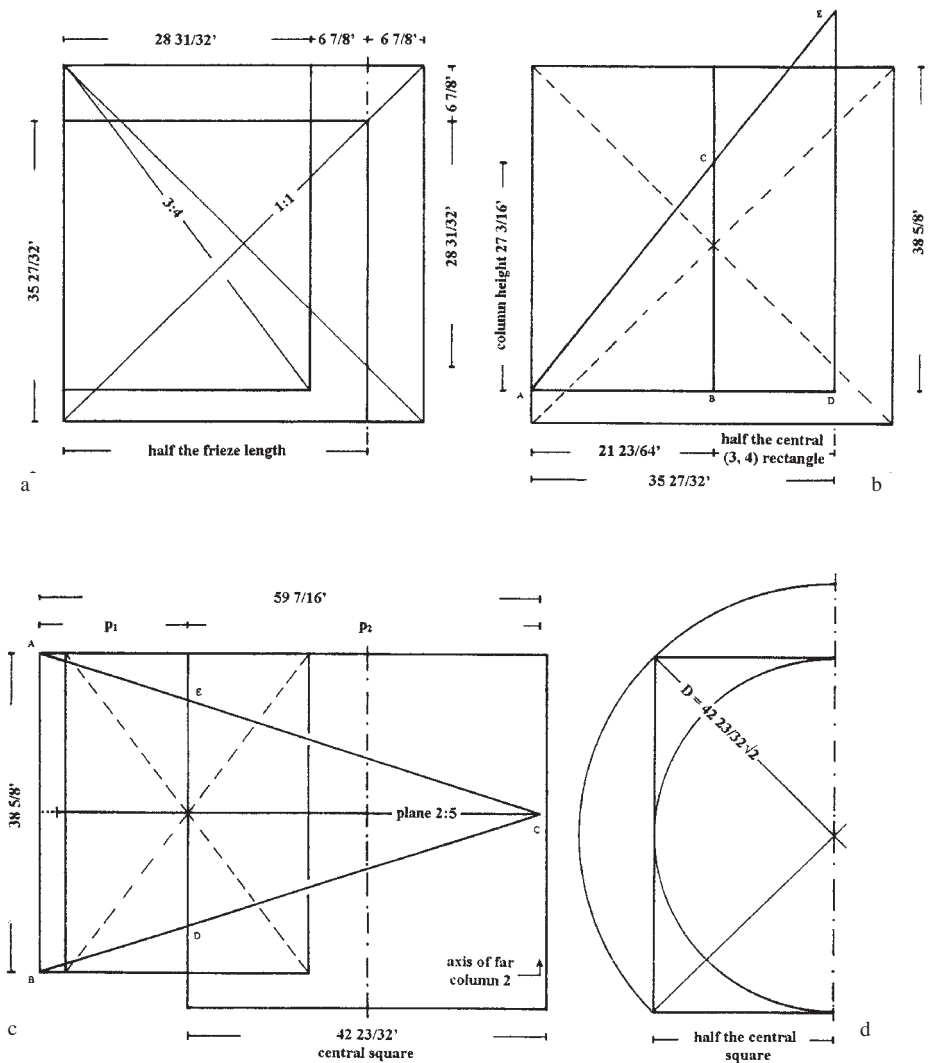 28 31/32'
6 7/8'
6 7/8'
6 7/8'
35 27/32'
28 31/32'
3:4
1:1
half the frieze length
a
E
C
column height 27 3/16'
38 5/8'
A
B
D
21 23/64'
half the central
(3, 4) rectangle
35 27/32'
b
59 7/16'
p1
p2
A
E
38 5/8'
plane 2:5
C
D
B
axis of far
column 2
A
42 23/32'
central square
c
D = 42 23/32√2
half the central
square
d